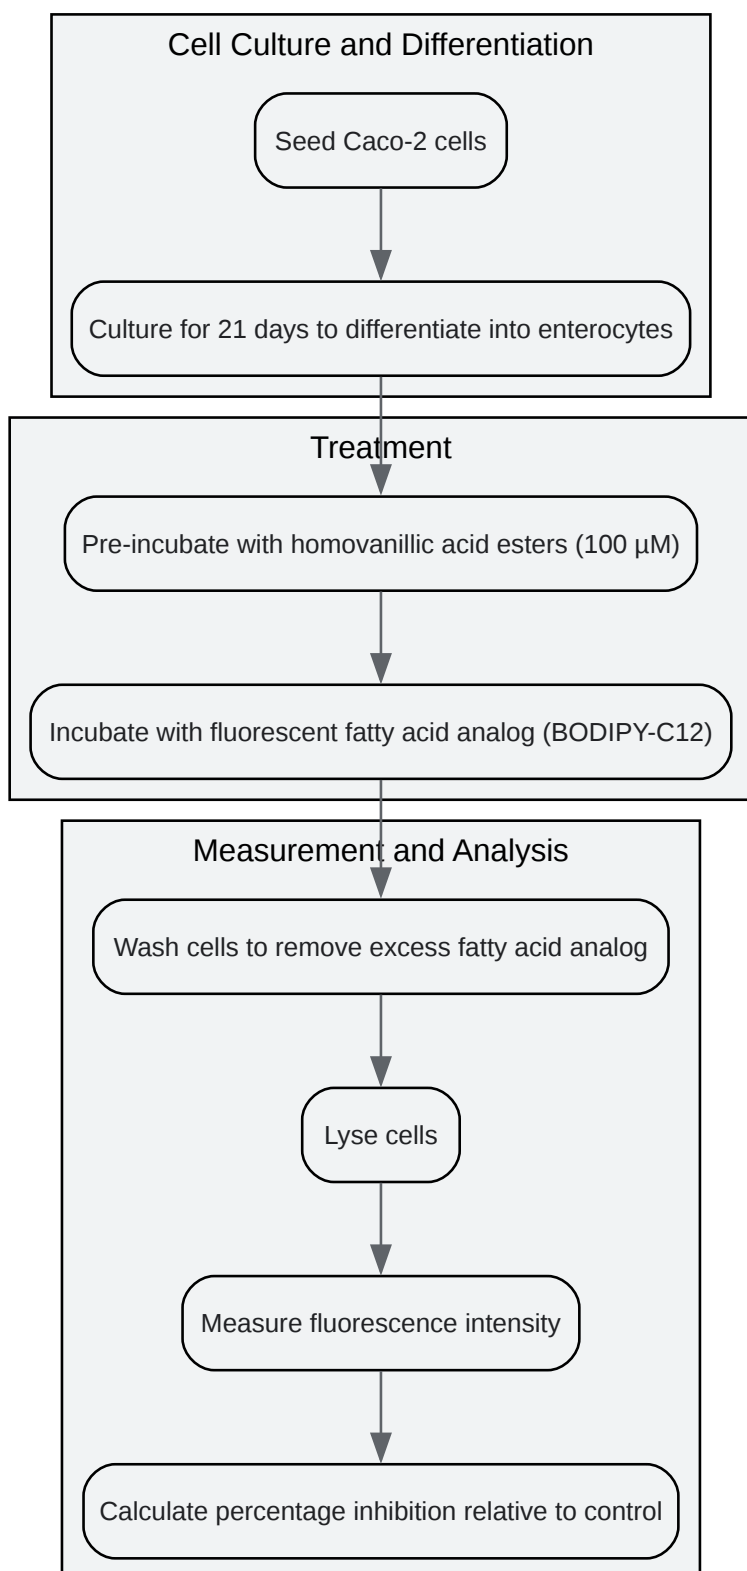 Cell Culture and Differentiation
Seed Caco-2 cells
Culture for 21 days to differentiate into enterocytes
Treatment
Pre-incubate with homovanillic acid esters (100 µM)
Incubate with fluorescent fatty acid analog (BODIPY-C12)
Measurement and Analysis
Wash cells to remove excess fatty acid analog
Lyse cells
Measure fluorescence intensity
Calculate percentage inhibition relative to control